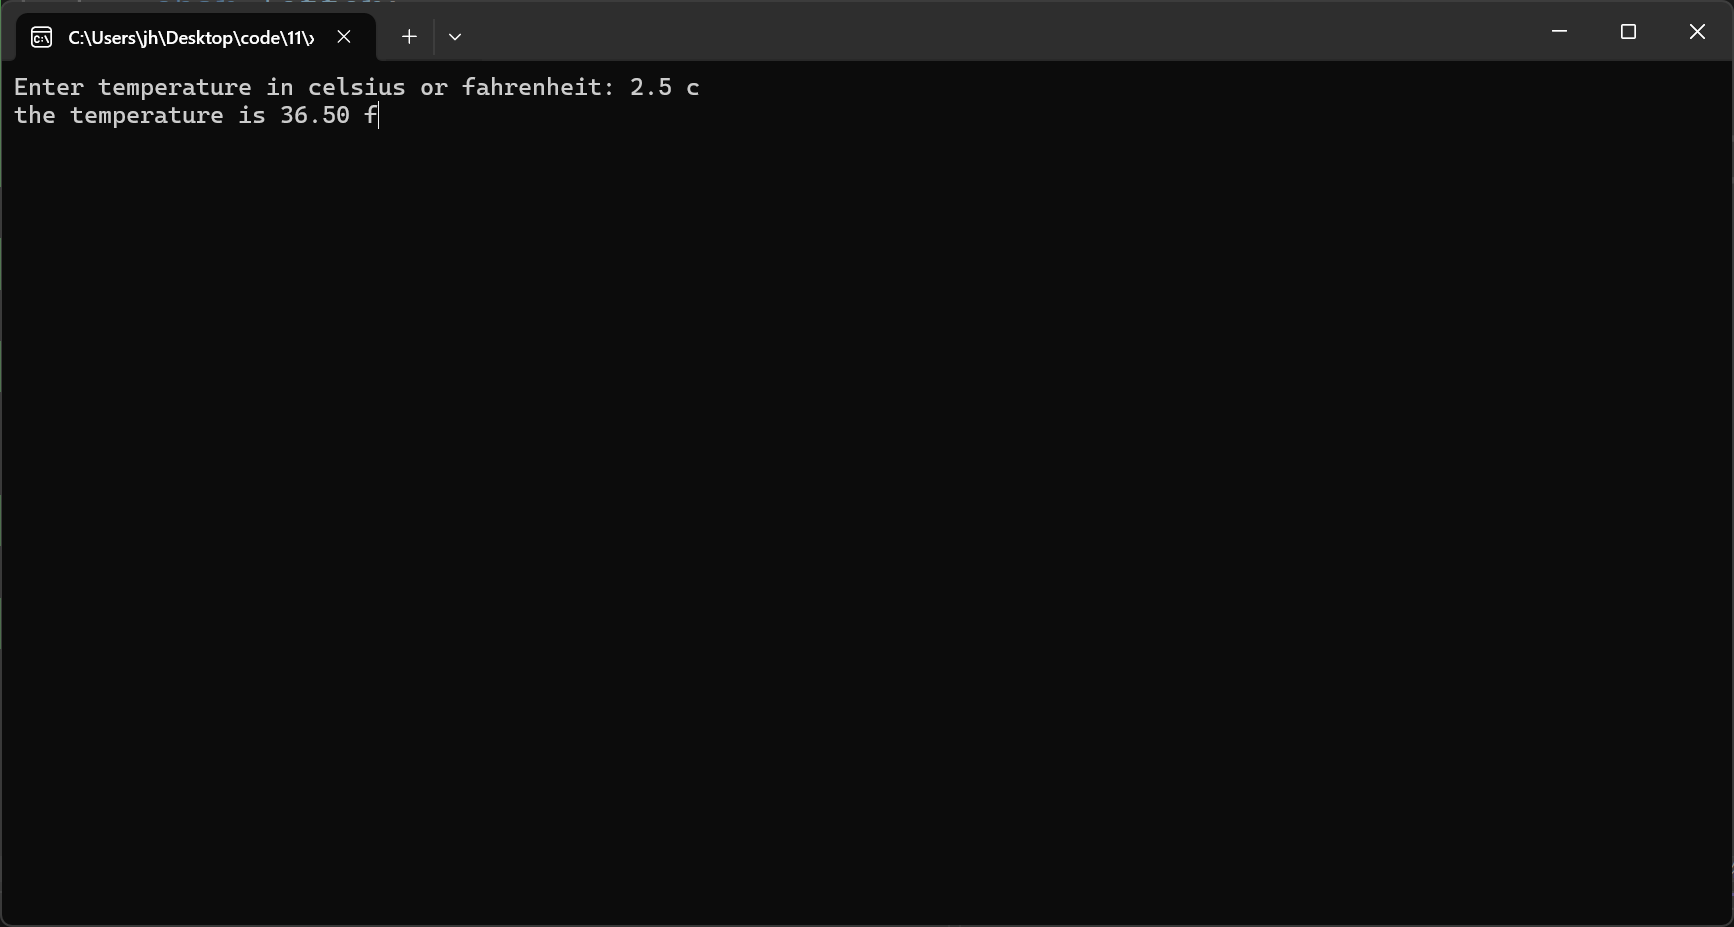 C:\Users\jh\Desktop\code\11\
Enter temperature in celsius or fahrenheit: 2.5 c
the temperature is 36.50 f